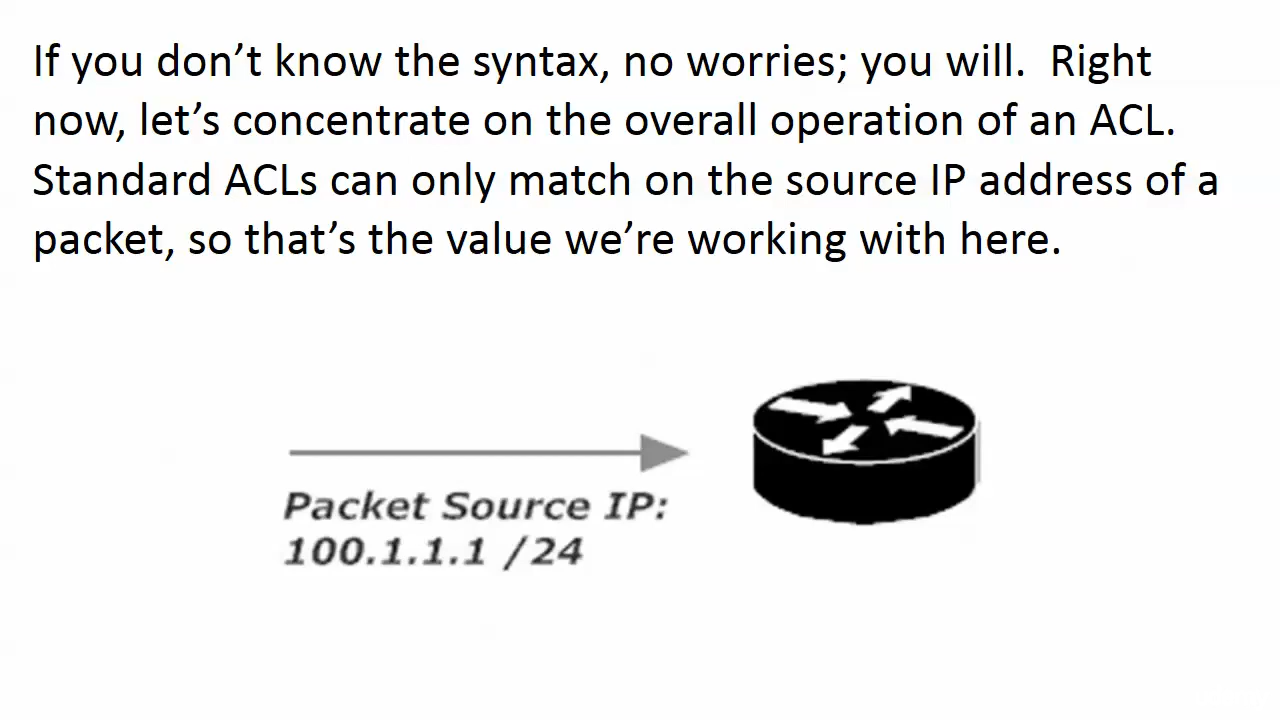 If you don’t know the syntax, no worries; you will.  Right
now, let’s concentrate on the overall operation of an ACL.
Standard ACLs can only match on the source IP address of a
packet, so that’s the value we’re working with here.
Packet Source IP:
100.1.1.1 /24